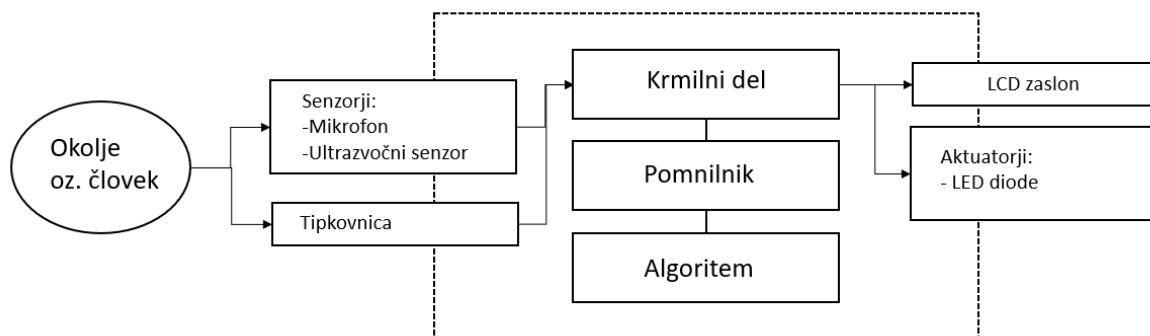 Okolje
oz. človek
Senzorji:
-Mikrofon
-Ultrazvočni senzor
Tipkovnica
Krmilni del
Pomnilnik
Algoritem
LCD zaslon
Aktuatorji:
- LED diode